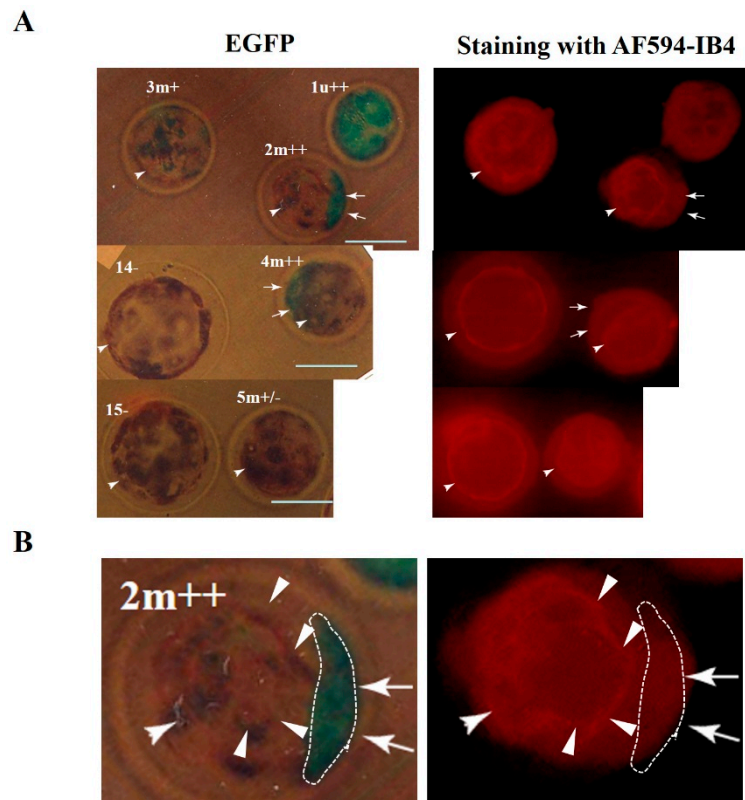 A
EGFP
Staining with AF594-IB4
3m+
1u++
2m++
14-
4m++
15-
5m+/-
B
2m++